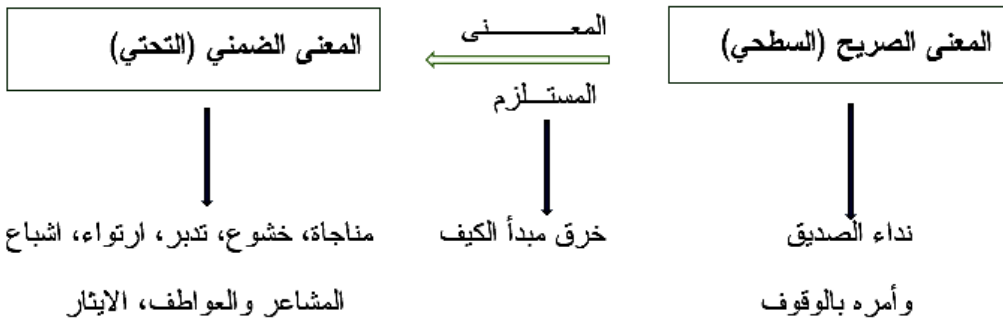 المعنى الصريح (السطحي)
المعـــــــنى
المستـــلزم
المعنى الضمني (التحتي)
نداء الصديق
وأمره بالوقوف
خرق مبدأ الكيف
مناجاة، خشوع، تدبر، ارتواء، اشباع
المشاعر والعواطف، الايثار